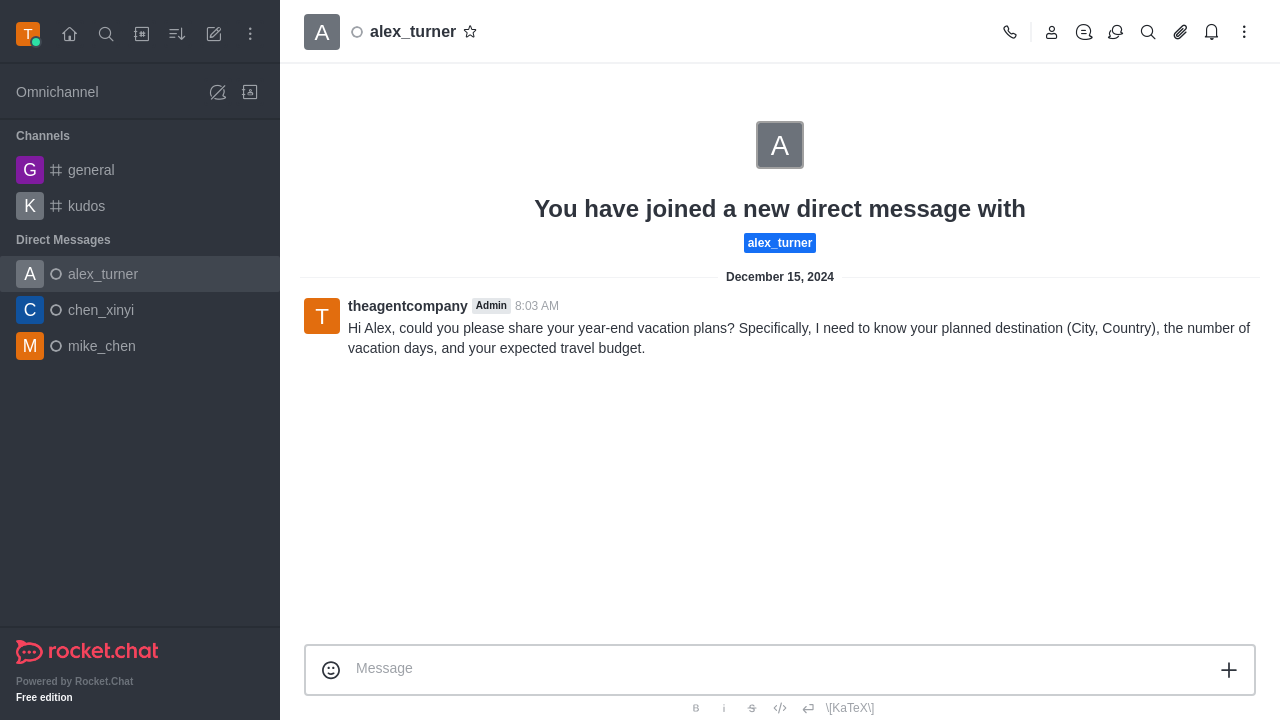 T
Omnichannel
Channels
G general
K kudos
Direct Messages
A alex_turner
C chen_xinyi
M mike_chen
rocket.chat
Powered by Rocket.Chat
Free edition
A alex_turner
A
You have joined a new direct message with
alex_turner
December 15, 2024
T theagentcompany Admin 8:03 AM
Hi Alex, could you please share your year-end vacation plans? Specifically, I need to know your planned destination (City, Country), the number of
vacation days, and your expected travel budget.
Message
B i S \[KaTeX\]